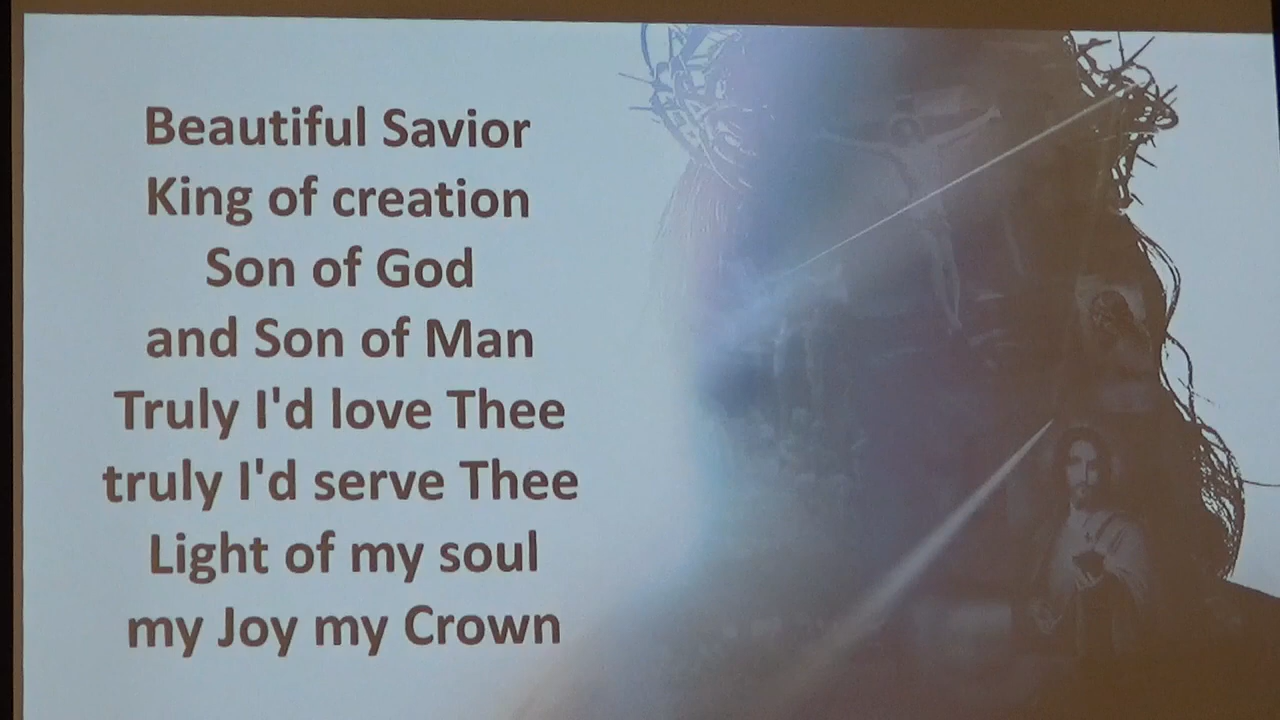 Beautiful Savior
King of creation
Son of God
and Son of Man
Truly I'd love Thee
truly I'd serve Thee
Light of my soul
my Joy my Crown